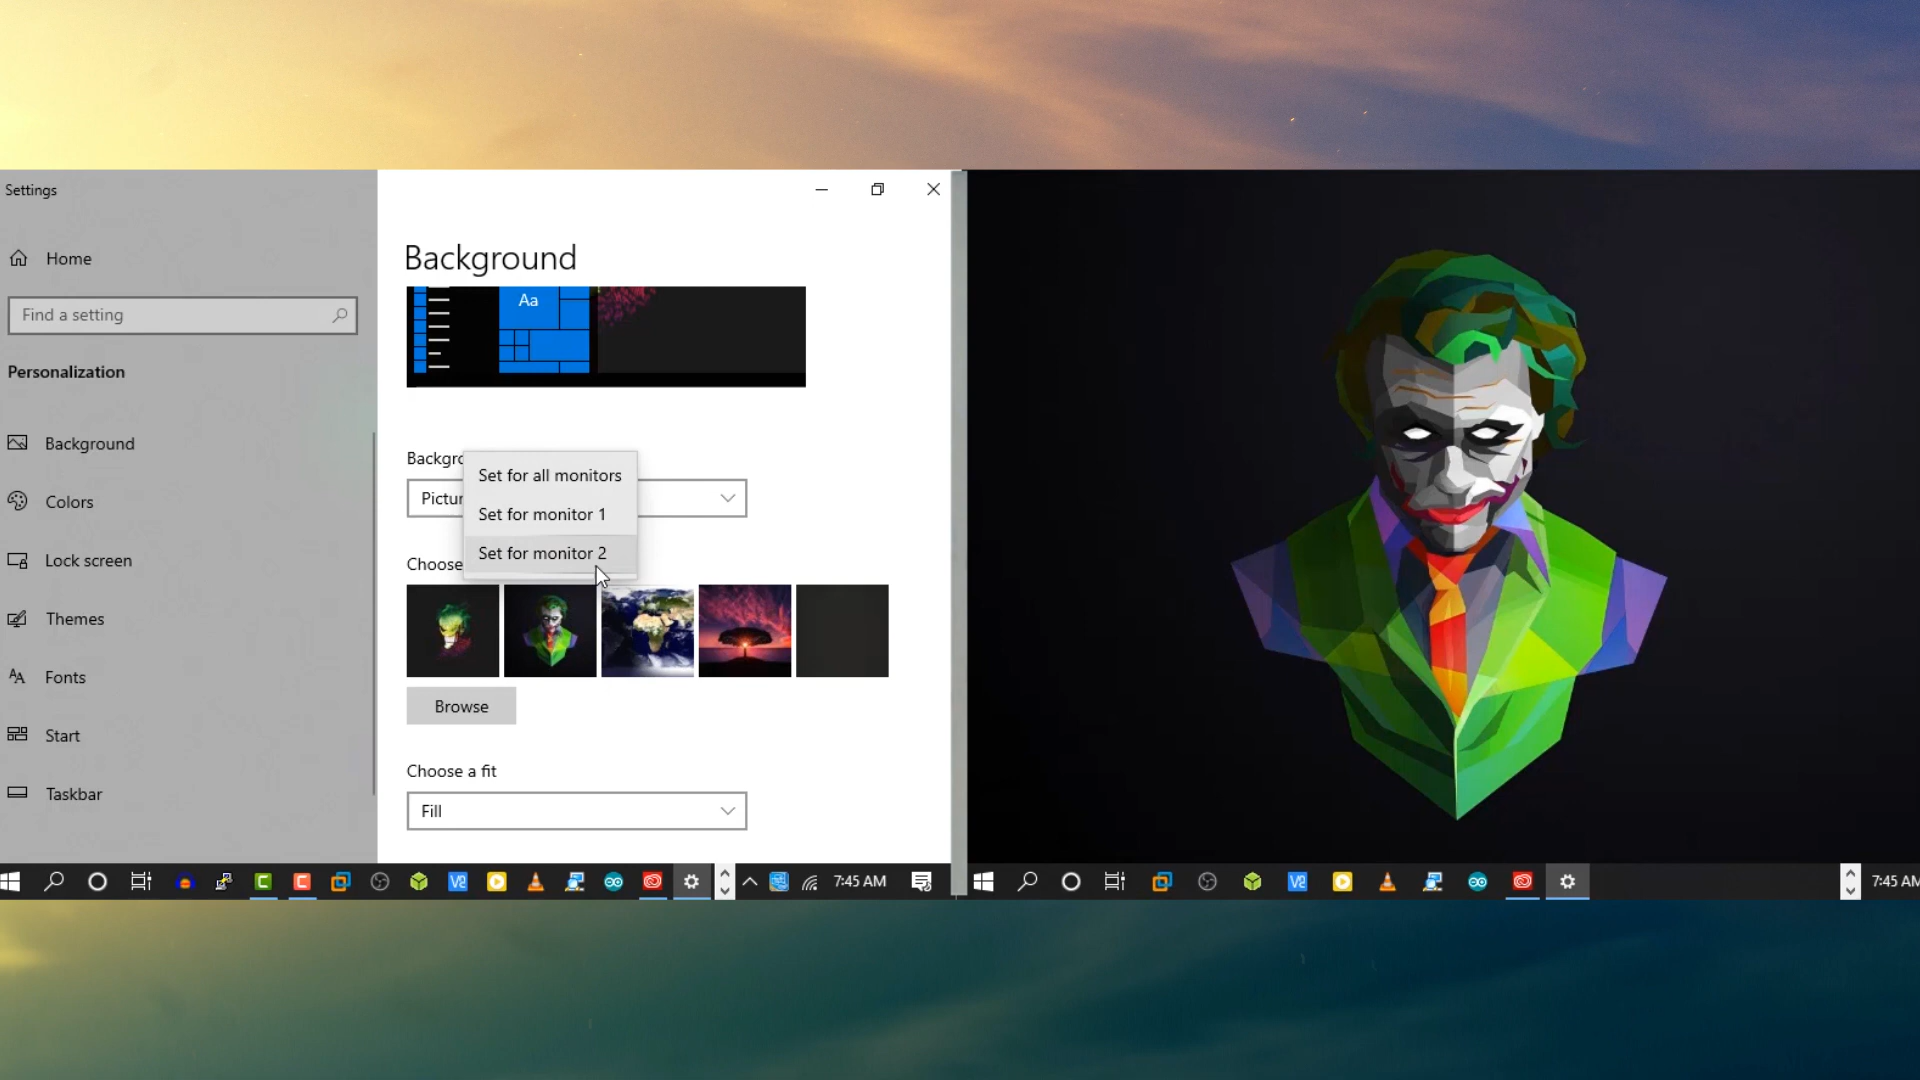 Settings
Home
Find a setting
Personalization
Background
Colors
Lock screen
Themes
Fonts
Start
Taskbar
Background
Aa
Backgro
Pictur
Set for all monitors
Set for monitor 1
Set for monitor 2
Choose
Browse
Choose a fit
Fill
7:45 AM
7:45 AM